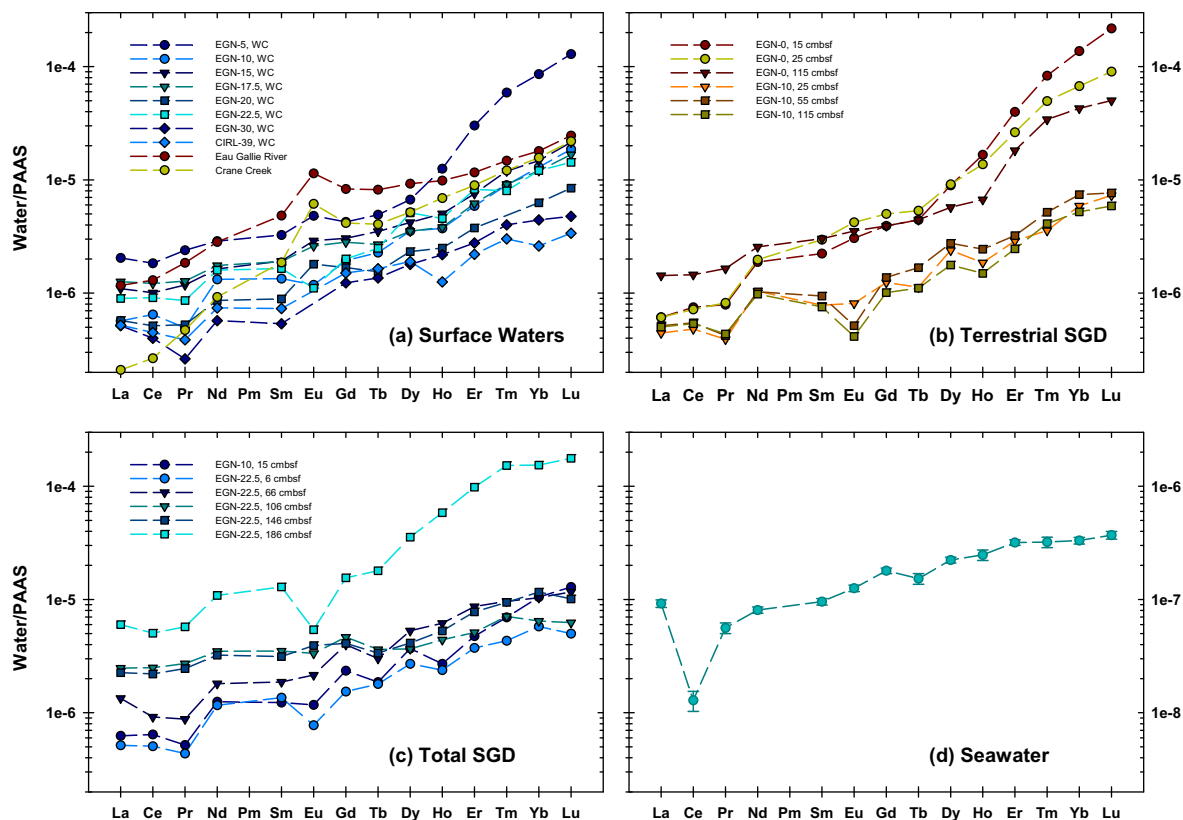 EGN-5, WC
EGN-10, WC
EGN-15, WC
EGN-17.5, WC
EGN-20, WC
EGN-22.5, WC
EGN-30, WC
CIRL-39, WC
Eau Gallie River
Crane Creek
1e-4
1e-5
1e-6
Water/PAAS
(a) Surface Waters
La Ce Pr Nd Pm Sm Eu Gd Tb Dy Ho Er Tm Yb Lu
EGN-0, 15 cmbsf
EGN-0, 25 cmbsf
EGN-0, 115 cmbsf
EGN-10, 25 cmbsf
EGN-10, 55 cmbsf
EGN-10, 115 cmbsf
1e-4
1e-5
1e-6
(b) Terrestrial SGD
La Ce Pr Nd Pm Sm Eu Gd Tb Dy Ho Er Tm Yb Lu
EGN-10, 15 cmbsf
EGN-22.5, 6 cmbsf
EGN-22.5, 66 cmbsf
EGN-22.5, 106 cmbsf
EGN-22.5, 146 cmbsf
EGN-22.5, 186 cmbsf
1e-4
1e-5
1e-6
Water/PAAS
(c) Total SGD
La Ce Pr Nd Pm Sm Eu Gd Tb Dy Ho Er Tm Yb Lu
1e-6
1e-7
1e-8
(d) Seawater
La Ce Pr Nd Pm Sm Eu Gd Tb Dy Ho Er Tm Yb Lu